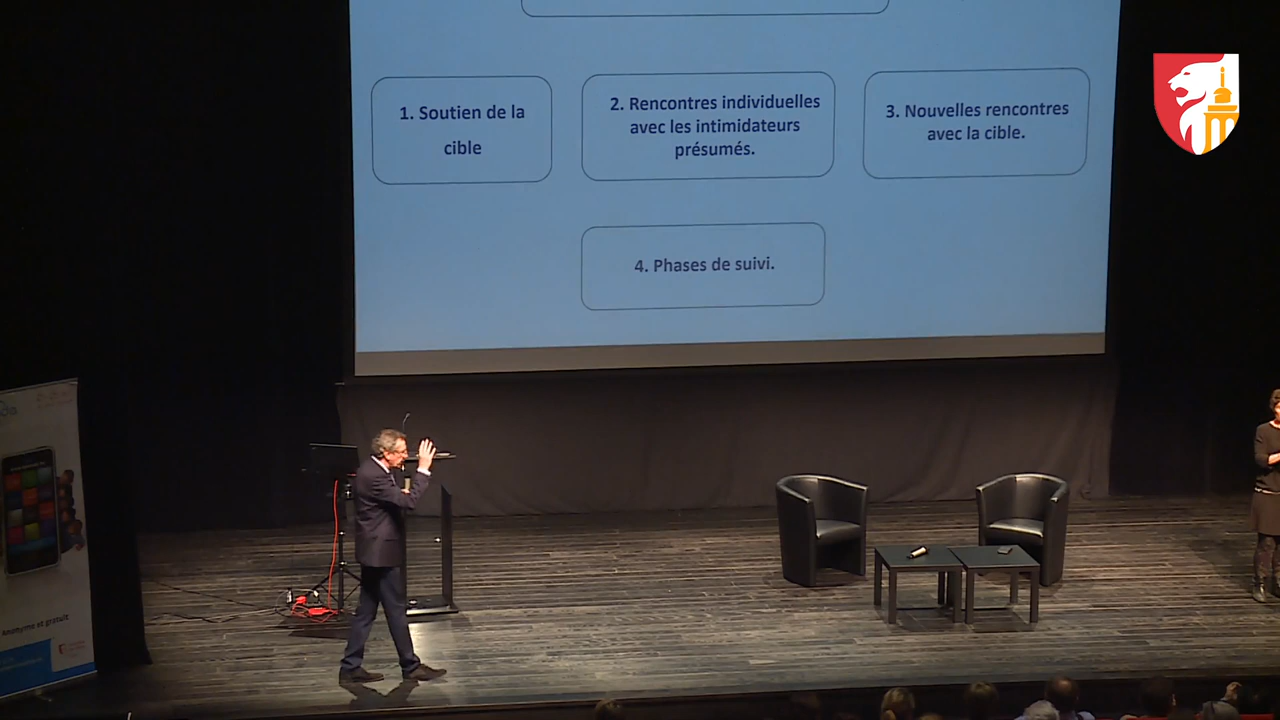 1. Soutien de la
cible
2. Rencontres individuelles
avec les intimidateurs
présumés.
3. Nouvelles rencontres
avec la cible.
4. Phases de suivi.
Anonyme et gratuit